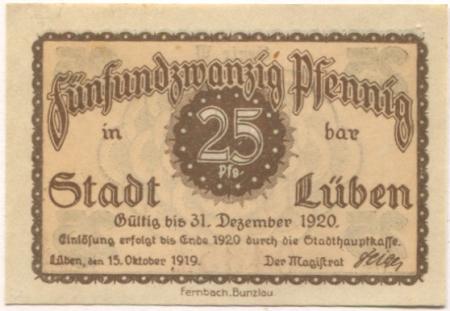 Fünfundzwanzig Pfennig
in 25 bar
Pfg.
Stadt Lüben
Gültig bis 31. Dezember 1920.
Einlösung erfolgt bis Ende 1920 durch die Stadthauptkasse.
Lüben, den 15. Oktober 1919. Der Magistrat
Fernbach, Bunzlau.